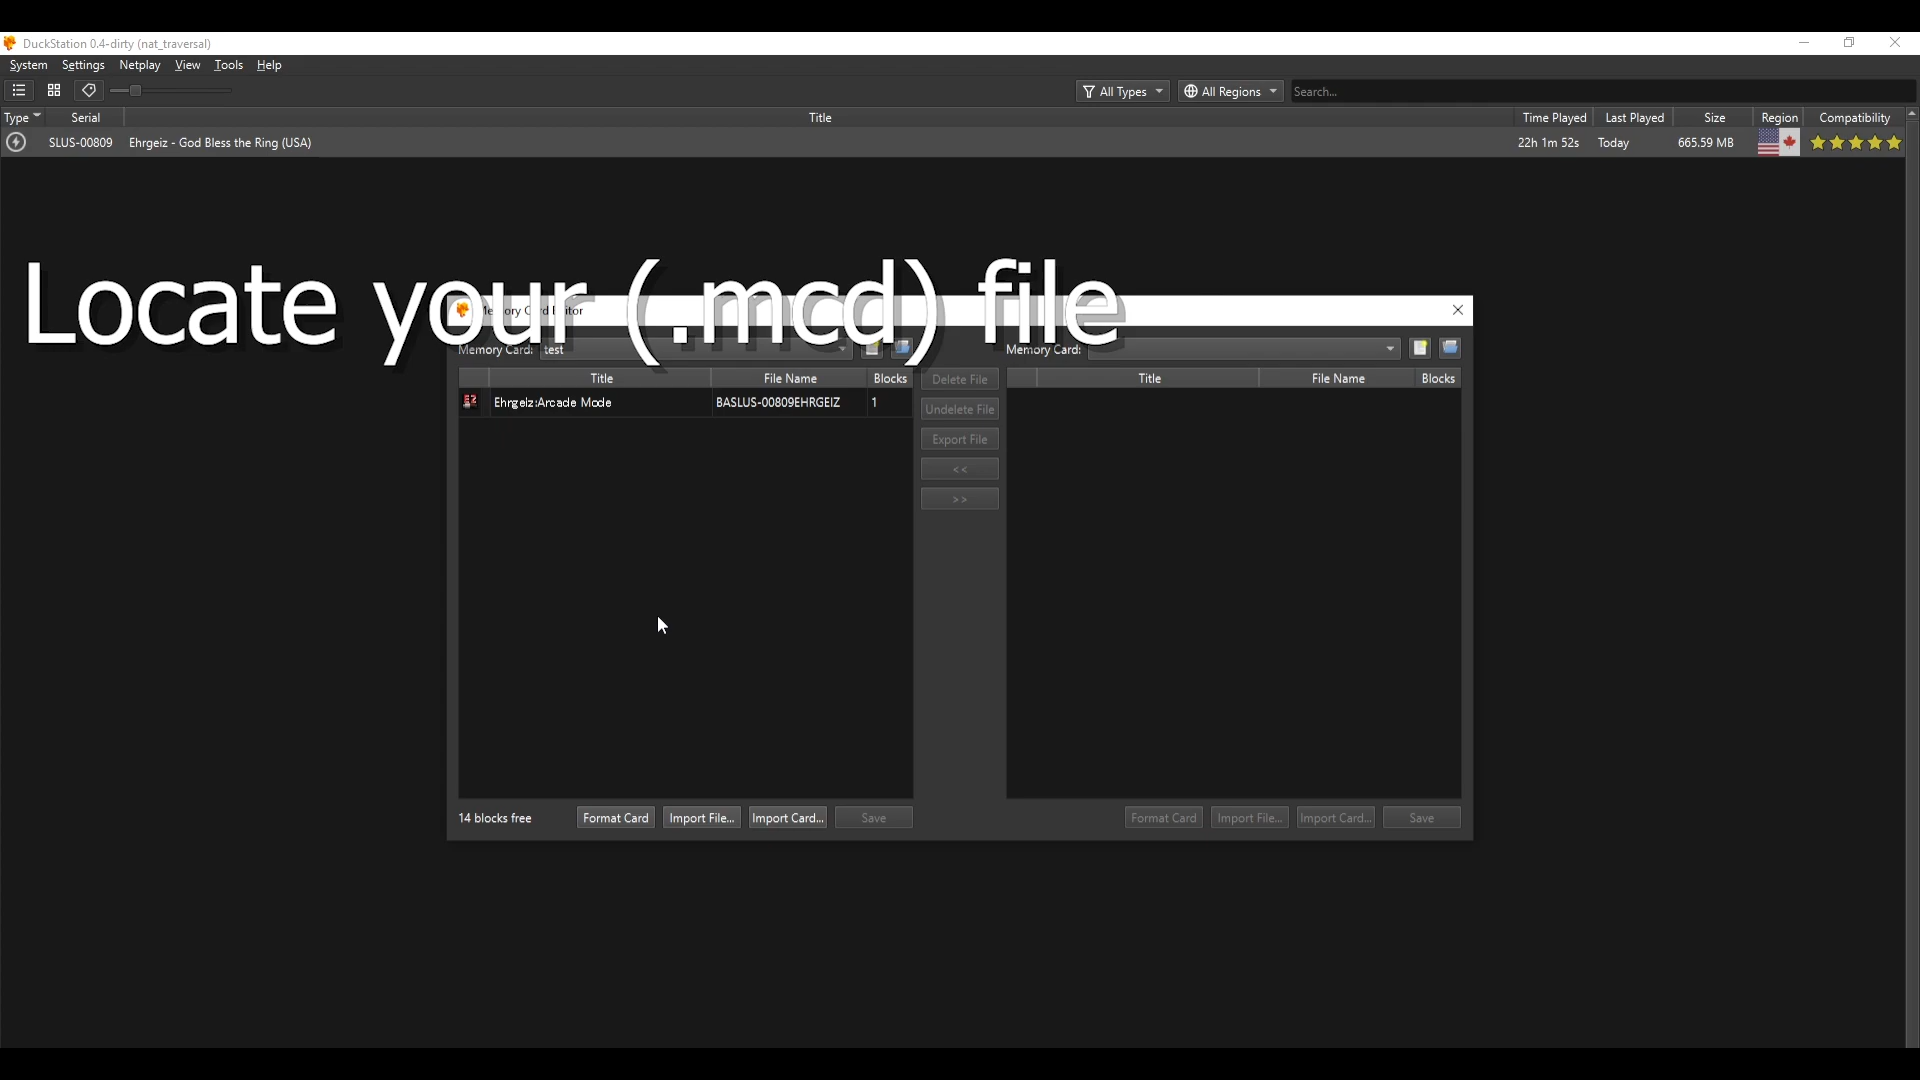 DuckStation 0.4-dirty (nat_traversal)
System Settings Netplay View Tools Help
All Types All Regions Search...
Type Serial Title Time Played Last Played Size Region Compatibility
SLUS-00809 Ehrgeiz - God Bless the Ring (USA) 22h 1m 52s Today 665.59 MB
Locate your (.mcd) file
Memory Card Editor
Memory Card: test Memory Card:
Title File Name Blocks Delete File Title File Name Blocks
Ehrgeiz:Arcade Mode BASLUS-00809EHRGEIZ 1
Undelete File
Export File
<<
>>
14 blocks free Format Card Import File... Import Card... Save Format Card Import File... Import Card... Save